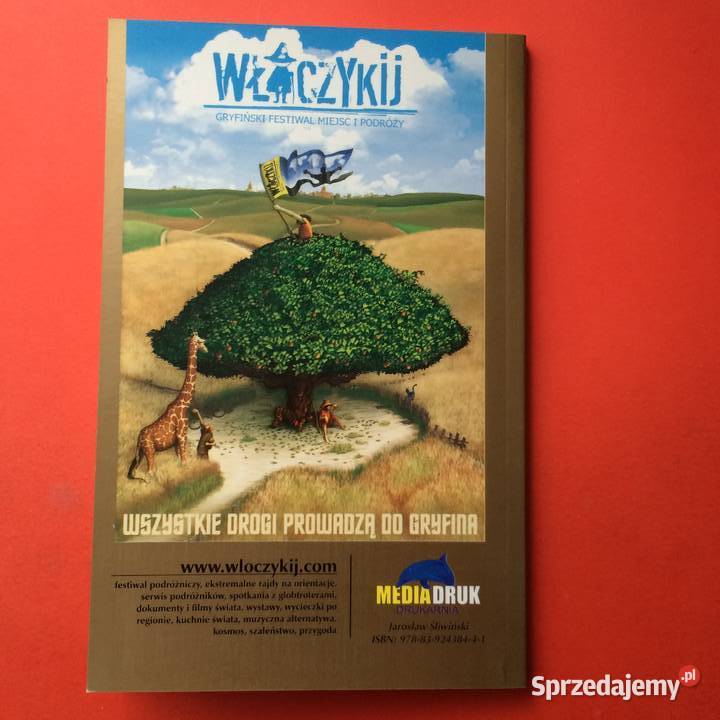 WŁÓCZYKIJ
GRYFIŃSKI FESTIWAL MIEJSC I PODRÓŻY
WSZYSTKIE DROGI PROWADZĄ DO GRYFINA
www.wloczykij.com
festiwal podróżniczy, ekstremalne rajdy na orientację,
serwis podróżników, spotkania z globtroterami,
dokumenty i filmy świata, wystawy, wycieczki po
regionie, kuchnie świata, muzyczna alternatywa,
kosmos, szaleństwo, przygoda
MEDIADRUK
DRUKARNIA
Jarosław Śliwiński
ISBN: 978-83-924384-4-1
Sprzedajemy.pl